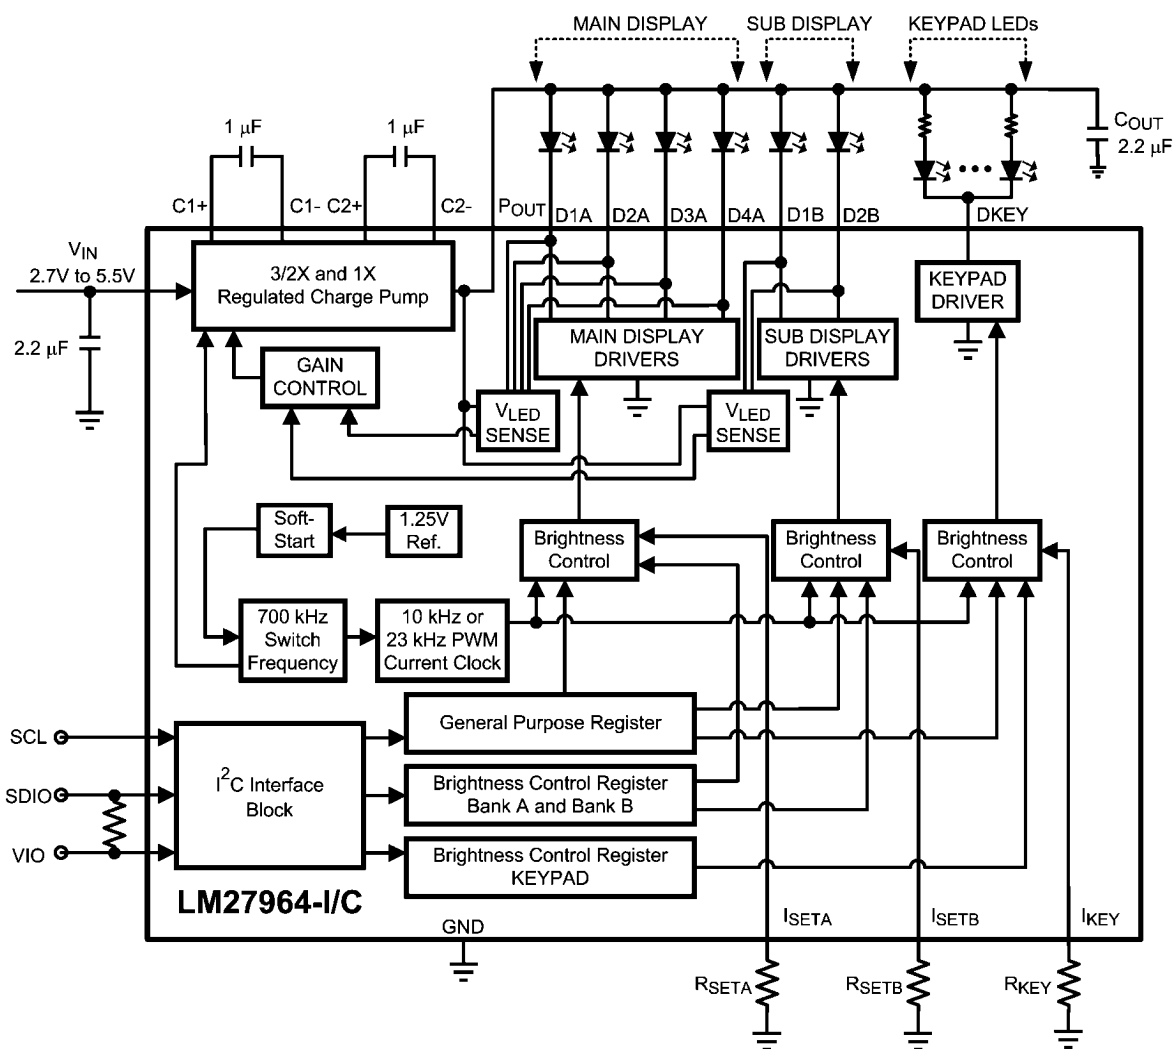 MAIN DISPLAY SUB DISPLAY KEYPAD LEDs
1 µF 1 µF
COUT
2.2 µF
C1+ C1- C2+ C2- POUT D1A D2A D3A D4A D1B D2B DKEY
VIN
2.7V to 5.5V
2.2 µF
3/2X and 1X
Regulated Charge Pump
KEYPAD
DRIVER
MAIN DISPLAY
DRIVERS
SUB DISPLAY
DRIVERS
GAIN
CONTROL
VLED
SENSE
VLED
SENSE
Soft-
Start
1.25V
Ref.
Brightness
Control
Brightness
Control
Brightness
Control
700 kHz
Switch
Frequency
10 kHz or
23 kHz PWM
Current Clock
General Purpose Register
SCL
SDIO
VIO
I2C Interface
Block
Brightness Control Register
Bank A and Bank B
Brightness Control Register
KEYPAD
LM27964-I/C
GND
ISETA ISETB IKEY
RSETA RSETB RKEY